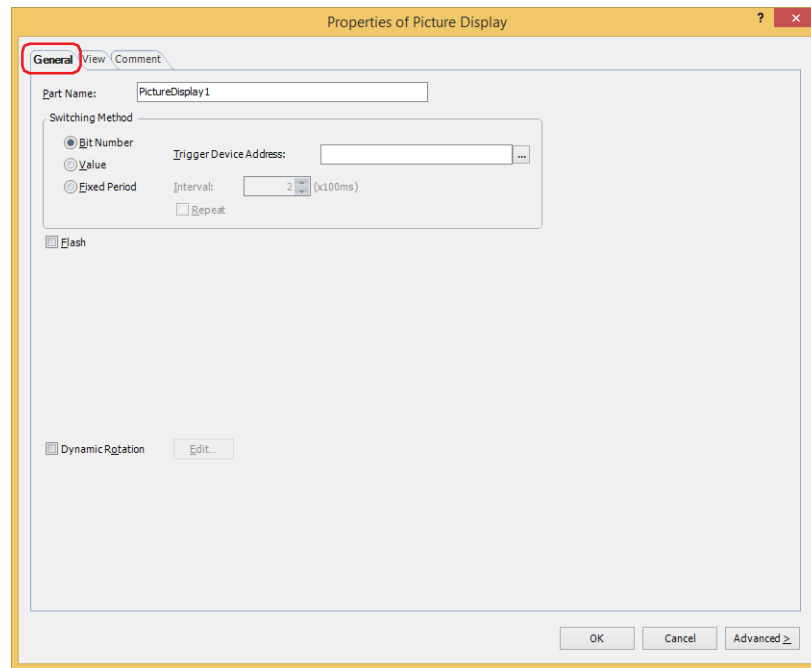 Properties of Picture Display
? ×
General View Comment
Part Name: PictureDisplay1
Switching Method
Bit Number
Value
Trigger Device Address: ...
Fixed Period
Interval: 2 (x100ms)
Repeat
Flash
Dynamic Rotation Edit...
OK Cancel Advanced >